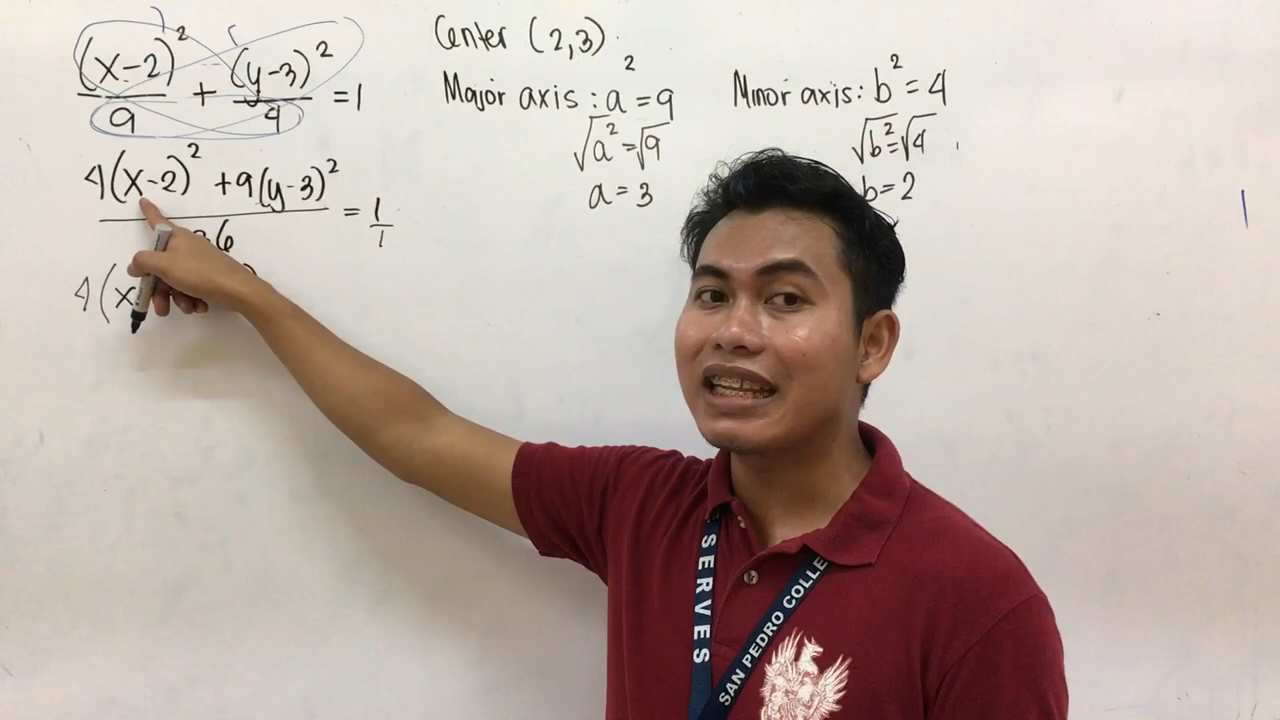 (x-2)² + (y-3)² = 1
9 4
4(x-2)² + 9(y-3)² = 1
36 1
4(x
Center (2,3).
Major axis: a² = 9
√a² = √9
a = 3
Minor axis: b² = 4
√b² = √4
b = 2
SERVES
SAN PEDRO COLLE